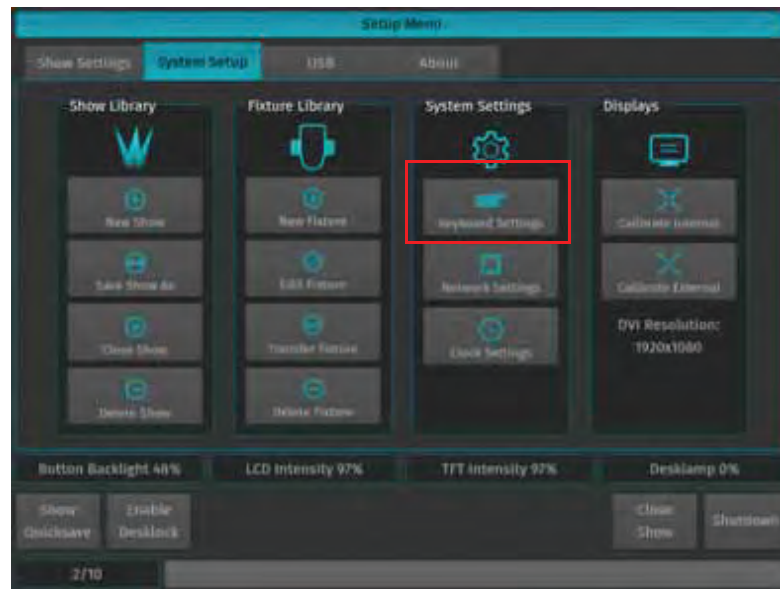 Setup Menu
Show Settings
System Setup
USB
About
Show Library
Fixture Library
System Settings
Displays
New Show
New Fixture
Keyboard Settings
Calibrate Internal
Save Show As
Edit Fixture
Network Settings
Calibrate External
Close Show
Transfer Fixture
Clock Settings
DVI Resolution:
1920x1080
Delete Show
Delete Fixture
Button Backlight 48%
LCD Intensity 97%
TFT Intensity 97%
Desklamp 0%
Show
Quicksave
Enable
Desklock
Close
Show
Shutdown
2/10